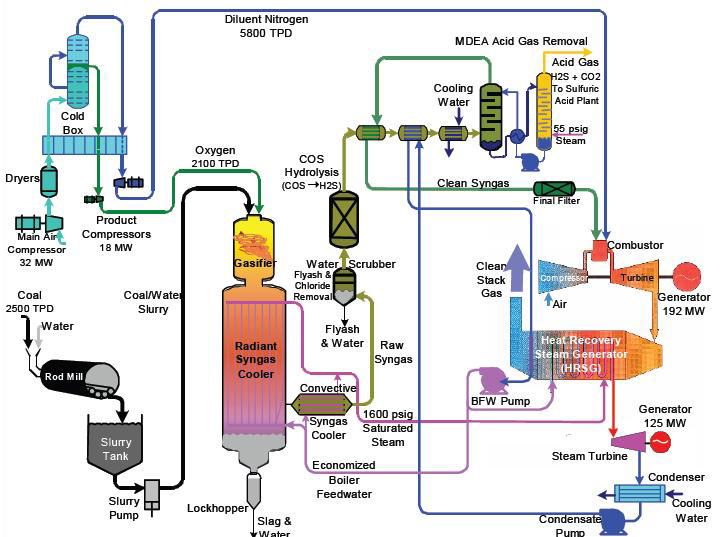 Diluent Nitrogen
5800 TPD
MDEA Acid Gas Removal
Acid Gas
H2S + CO2
To Sulfuric
Acid Plant
55 psig
Steam
Cooling
Water
Cold
Box
Oxygen
2100 TPD
COS
Hydrolysis
(COS →H2S)
Dryers
Clean Syngas
Final Filter
Product
Compressors
18 MW
Main Air
Compressor
32 MW
Gasifier
Water Scrubber
Flyash &
Chloride
Removal
Combustor
Clean
Stack
Gas
Compressor
Turbine
Air
Generator
192 MW
Coal
2500 TPD
Water
Coal/Water
Slurry
Flyash
& Water
Raw
Syngas
Radiant
Syngas
Cooler
Heat Recovery
Steam Generator
(HRSG)
Rod Mill
Convective
Syngas
Cooler
BFW Pump
1600 psig
Saturated
Steam
Generator
125 MW
Slurry
Tank
Steam Turbine
Economized
Boiler
Feedwater
Condenser
Cooling
Water
Slurry
Pump
Lockhopper
Slag &
Water
Condensate
Pump